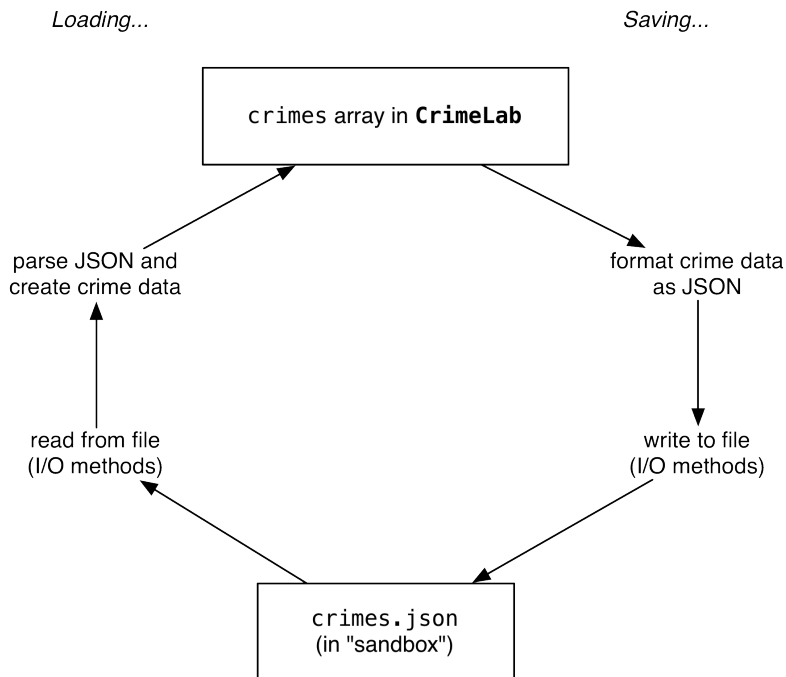 Loading...
Saving...
crimes array in CrimeLab
parse JSON and
create crime data
format crime data
as JSON
read from file
(I/O methods)
write to file
(I/O methods)
crimes.json
(in "sandbox")